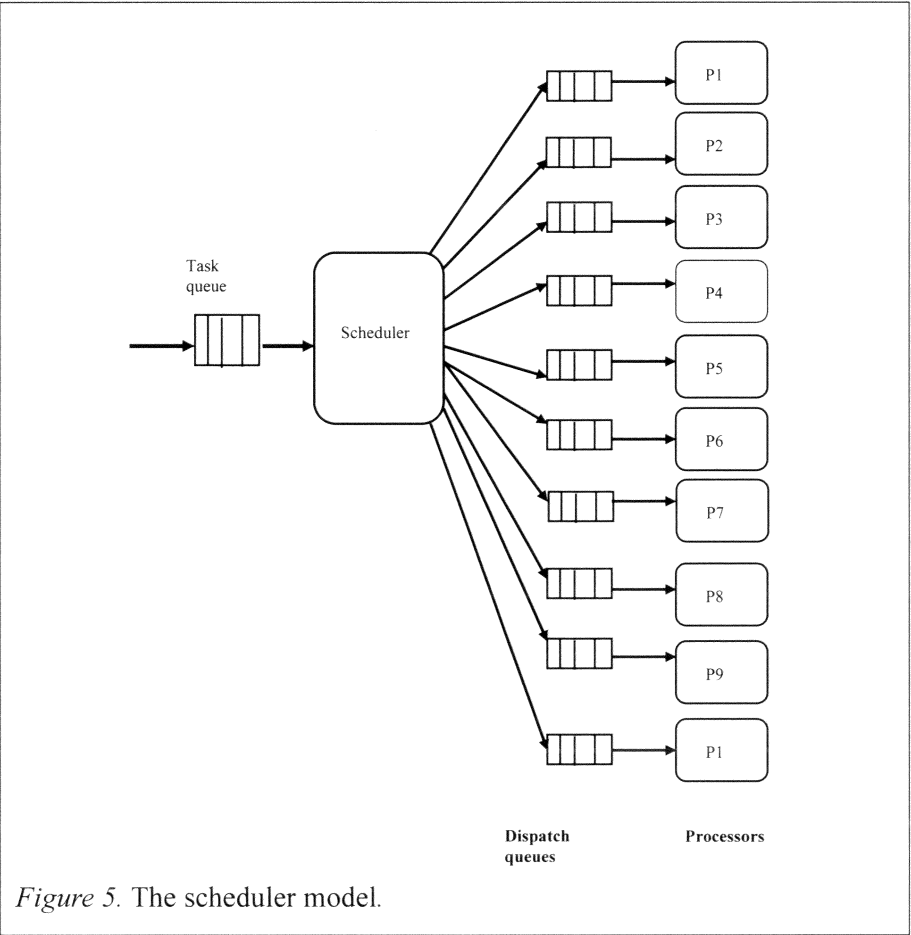 P1
P2
P3
Task
queue
P4
Scheduler
P5
P6
P7
P8
P9
P1
Dispatch
queues
Processors
Figure 5. The scheduler model.